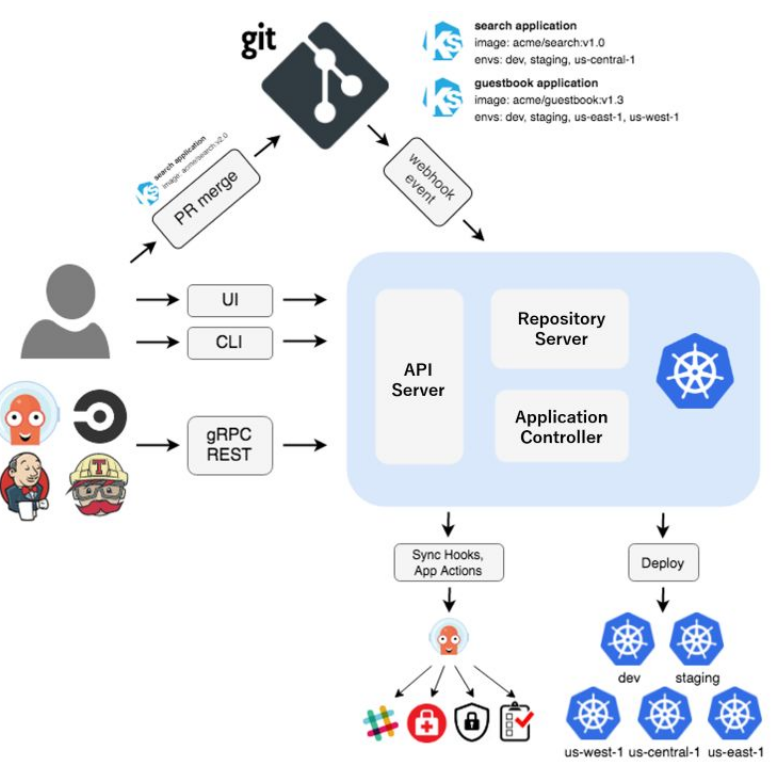 git
search application
image: acme/search:v1.0
envs: dev, staging, us-central-1
guestbook application
image: acme/guestbook:v1.3
envs: dev, staging, us-east-1, us-west-1
search application
image: acme/search:v2.0
PR merge
webhook
event
UI
CLI
gRPC
REST
API
Server
Repository
Server
Application
Controller
Sync Hooks,
App Actions
Deploy
dev
staging
us-west-1
us-central-1
us-east-1
KS
KS
KS
T